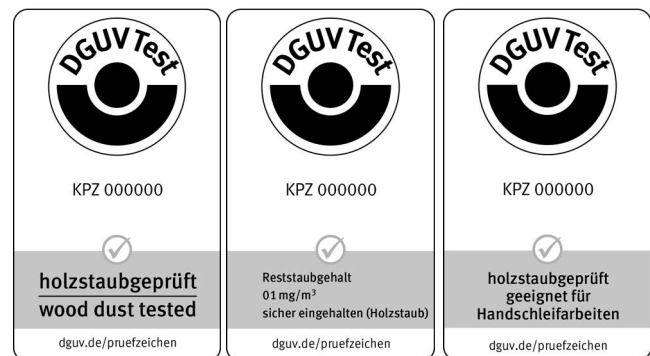 DGUV Test
KPZ 000000
holzstaubgeprüft
wood dust tested
dguv.de/pruefzeichen
DGUV Test
KPZ 000000
Reststaubgehalt
01 mg/m³
sicher eingehalten (Holzstaub)
dguv.de/pruefzeichen
DGUV Test
KPZ 000000
holzstaubgeprüft
geeignet für
Handschleifarbeiten
dguv.de/pruefzeichen